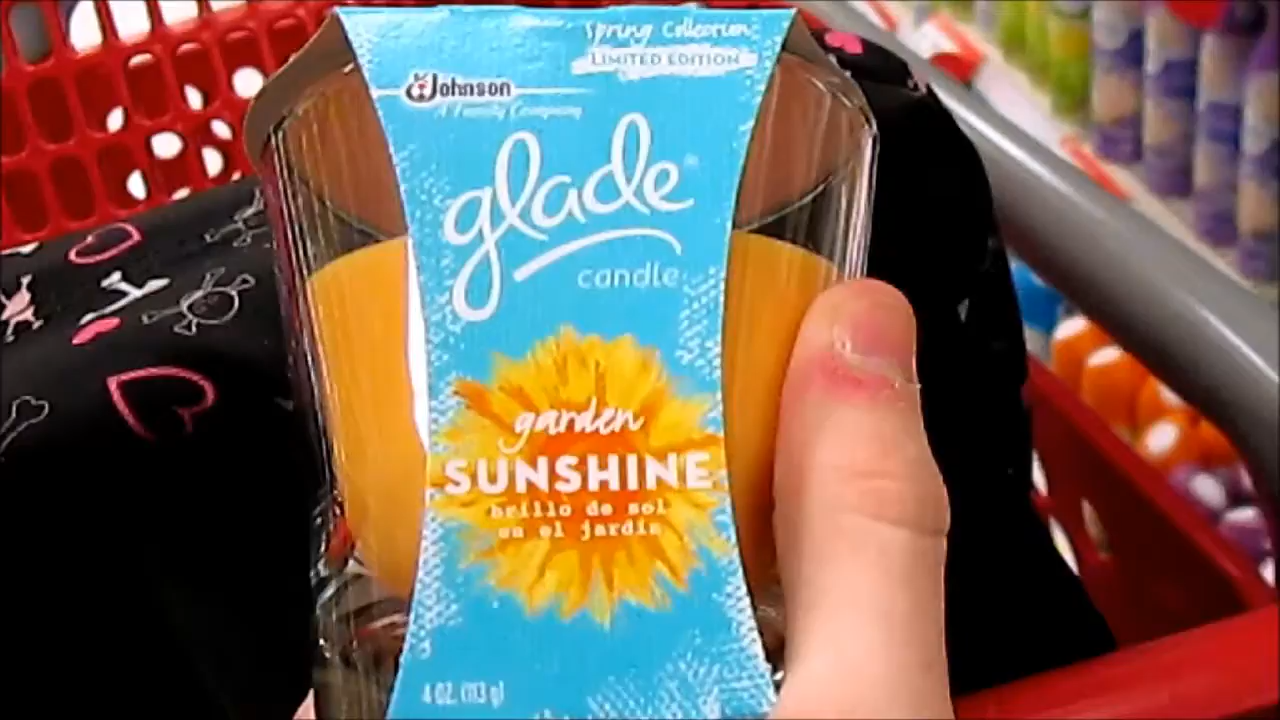 Spring Collection
LIMITED EDITION
SC Johnson
A Family Company
glade®
candle
garden
SUNSHINE
brillo de sol
en el jardín
4 OZ. (113 g)